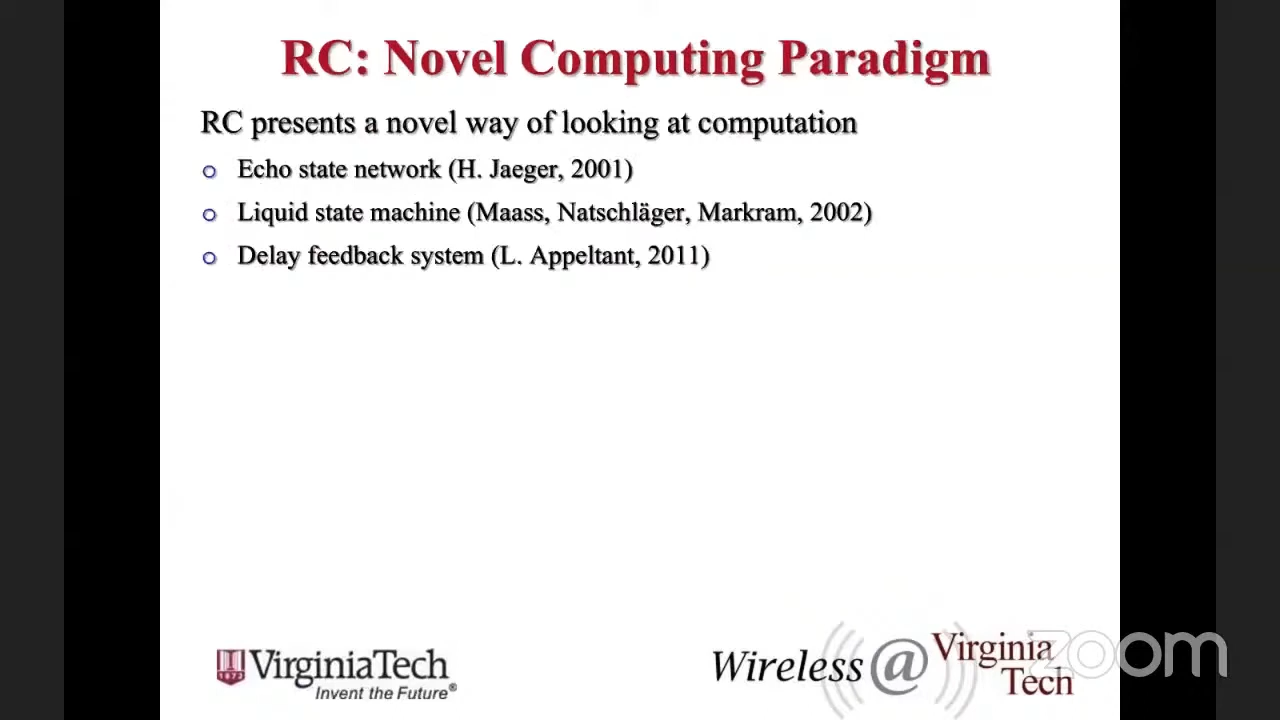 RC: Novel Computing Paradigm
RC presents a novel way of looking at computation
Echo state network (H. Jaeger, 2001)
Liquid state machine (Maass, Natschläger, Markram, 2002)
Delay feedback system (L. Appeltant, 2011)
1872
VirginiaTech
Invent the Future®
Wireless @ Virginia Tech
zoom